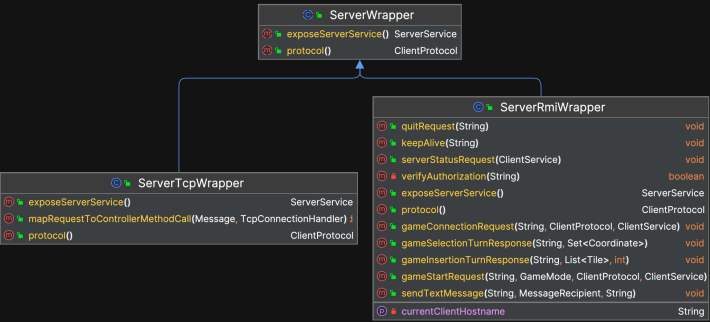 ServerWrapper
exposeServerService() ServerService
protocol() ClientProtocol
ServerRmiWrapper
quitRequest(String) void
keepAlive(String) void
serverStatusRequest(ClientService) void
verifyAuthorization(String) boolean
exposeServerService() ServerService
protocol() ClientProtocol
gameConnectionRequest(String, ClientProtocol, ClientService) void
gameSelectionTurnResponse(String, Set<Coordinate>) void
gameInsertionTurnResponse(String, List<Tile>, int) void
gameStartRequest(String, GameMode, ClientProtocol, ClientService)
sendTextMessage(String, MessageRecipient, String) void
currentClientHostname String
ServerTcpWrapper
exposeServerService() ServerService
mapRequestToControllerMethodCall(Message, TcpConnectionHandler)
protocol() ClientProtocol